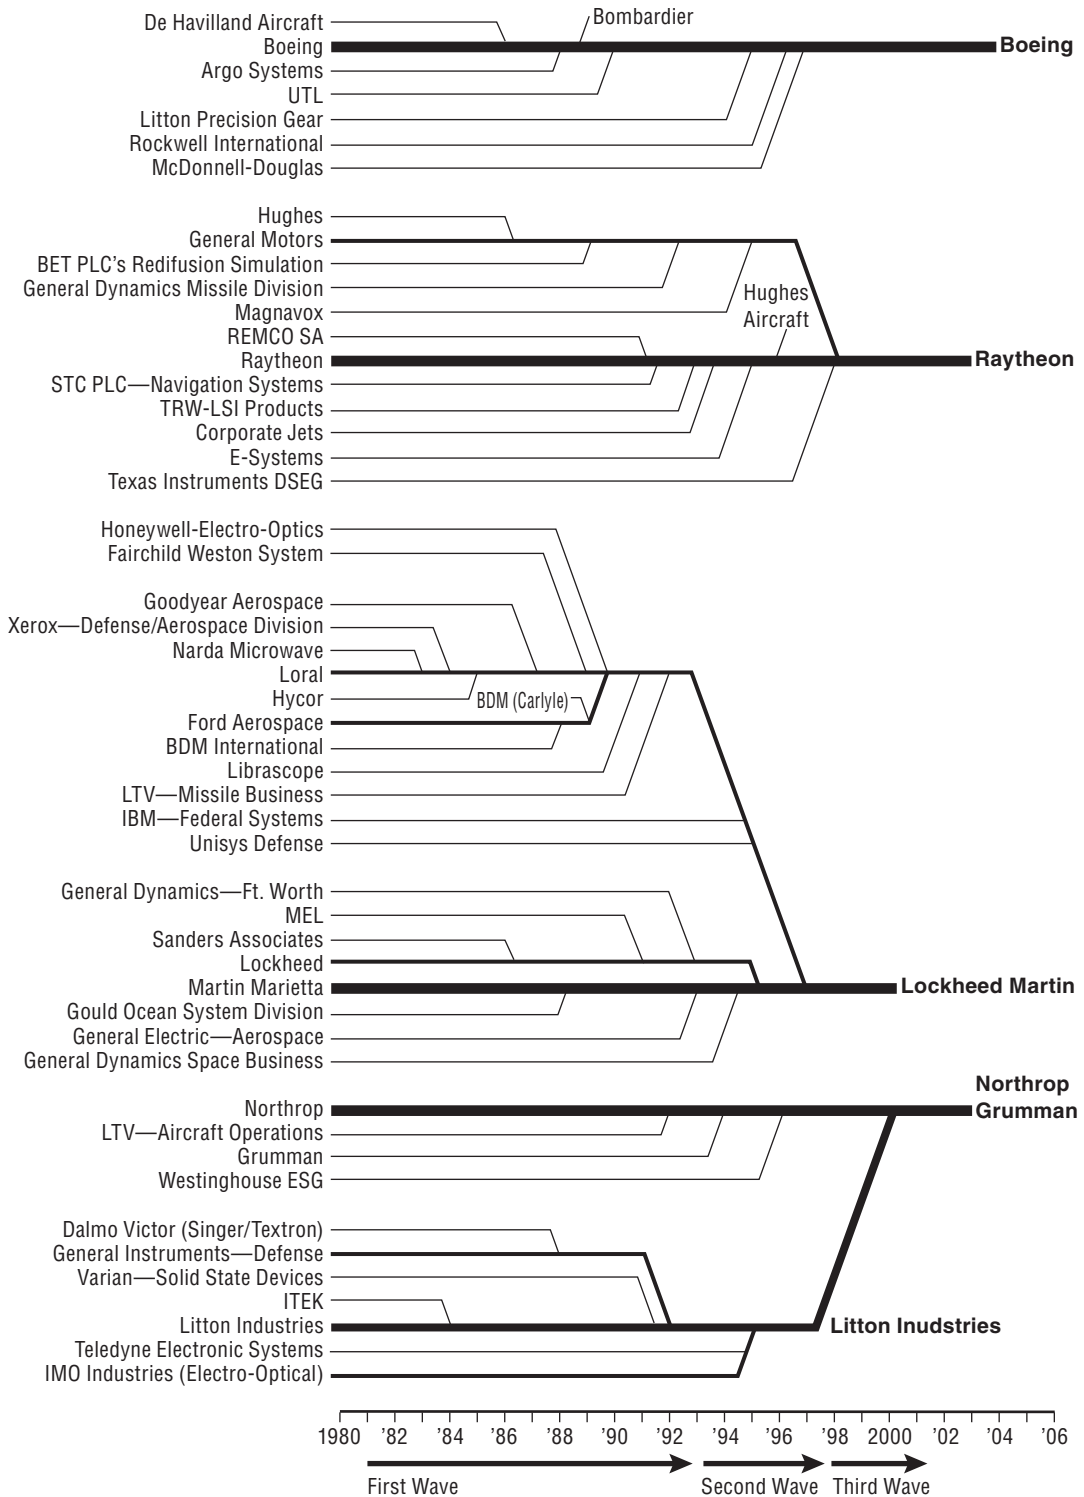 De Havilland Aircraft
Bombardier
Boeing
Boeing
Argo Systems
UTL
Litton Precision Gear
Rockwell International
McDonnell-Douglas
Hughes
General Motors
BET PLC's Redifusion Simulation
General Dynamics Missile Division
Magnavox
Hughes
Aircraft
REMCO SA
Raytheon
Raytheon
STC PLC—Navigation Systems
TRW-LSI Products
Corporate Jets
E-Systems
Texas Instruments DSEG
Honeywell-Electro-Optics
Fairchild Weston System
Goodyear Aerospace
Xerox—Defense/Aerospace Division
Narda Microwave
Loral
Hycor
BDM (Carlyle)
Ford Aerospace
BDM International
Librascope
LTV—Missile Business
IBM—Federal Systems
Unisys Defense
General Dynamics—Ft. Worth
MEL
Sanders Associates
Lockheed
Martin Marietta
Lockheed Martin
Gould Ocean System Division
General Electric—Aerospace
General Dynamics Space Business
Northrop
Northrop
Grumman
LTV—Aircraft Operations
Grumman
Westinghouse ESG
Dalmo Victor (Singer/Textron)
General Instruments—Defense
Varian—Solid State Devices
ITEK
Litton Industries
Litton Inudstries
Teledyne Electronic Systems
IMO Industries (Electro-Optical)
1980 '82 '84 '86 '88 '90 '92 '94 '96 '98 2000 '02 '04 '06
First Wave Second Wave Third Wave